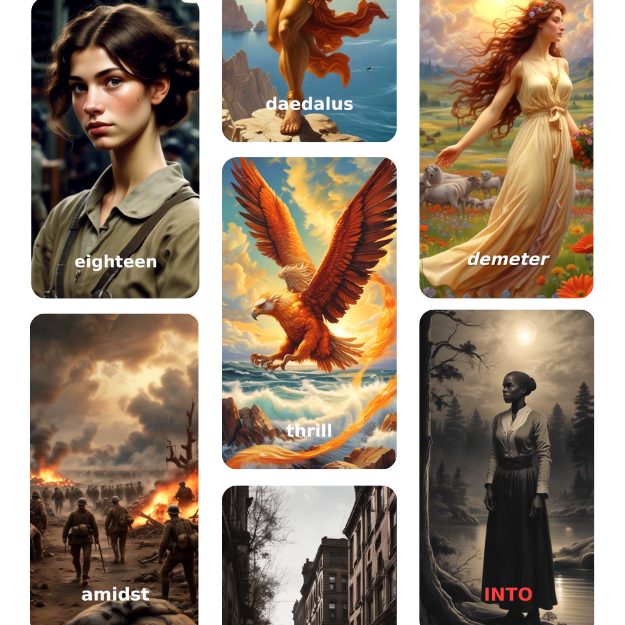 daedalus
eighteen
demeter
thrill
amidst
INTO